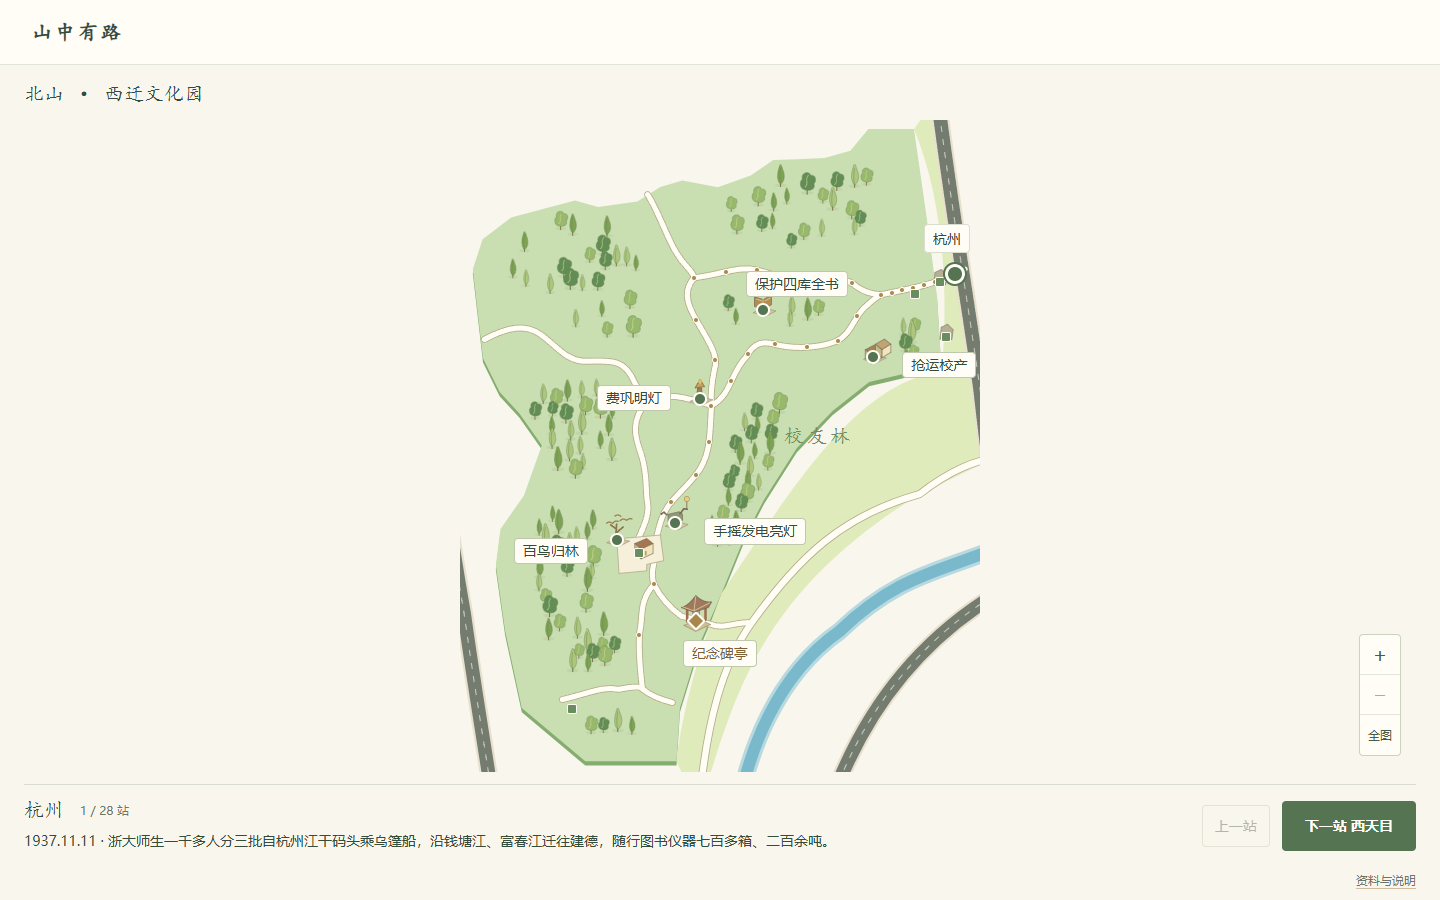 山中有路
北山 • 西迁文化园
杭州
保护四库全书
抢运校产
费巩明灯
校友林
手摇发电亮灯
百鸟归林
纪念碑亭
+
−
全图
杭州 1 / 28 站
1937.11.11 · 浙大师生一千多人分三批自杭州江干码头乘乌篷船，沿钱塘江、富春江迁往建德，随行图书仪器七百多箱、二百余吨。
上一站
下一站 西天目
资料与说明